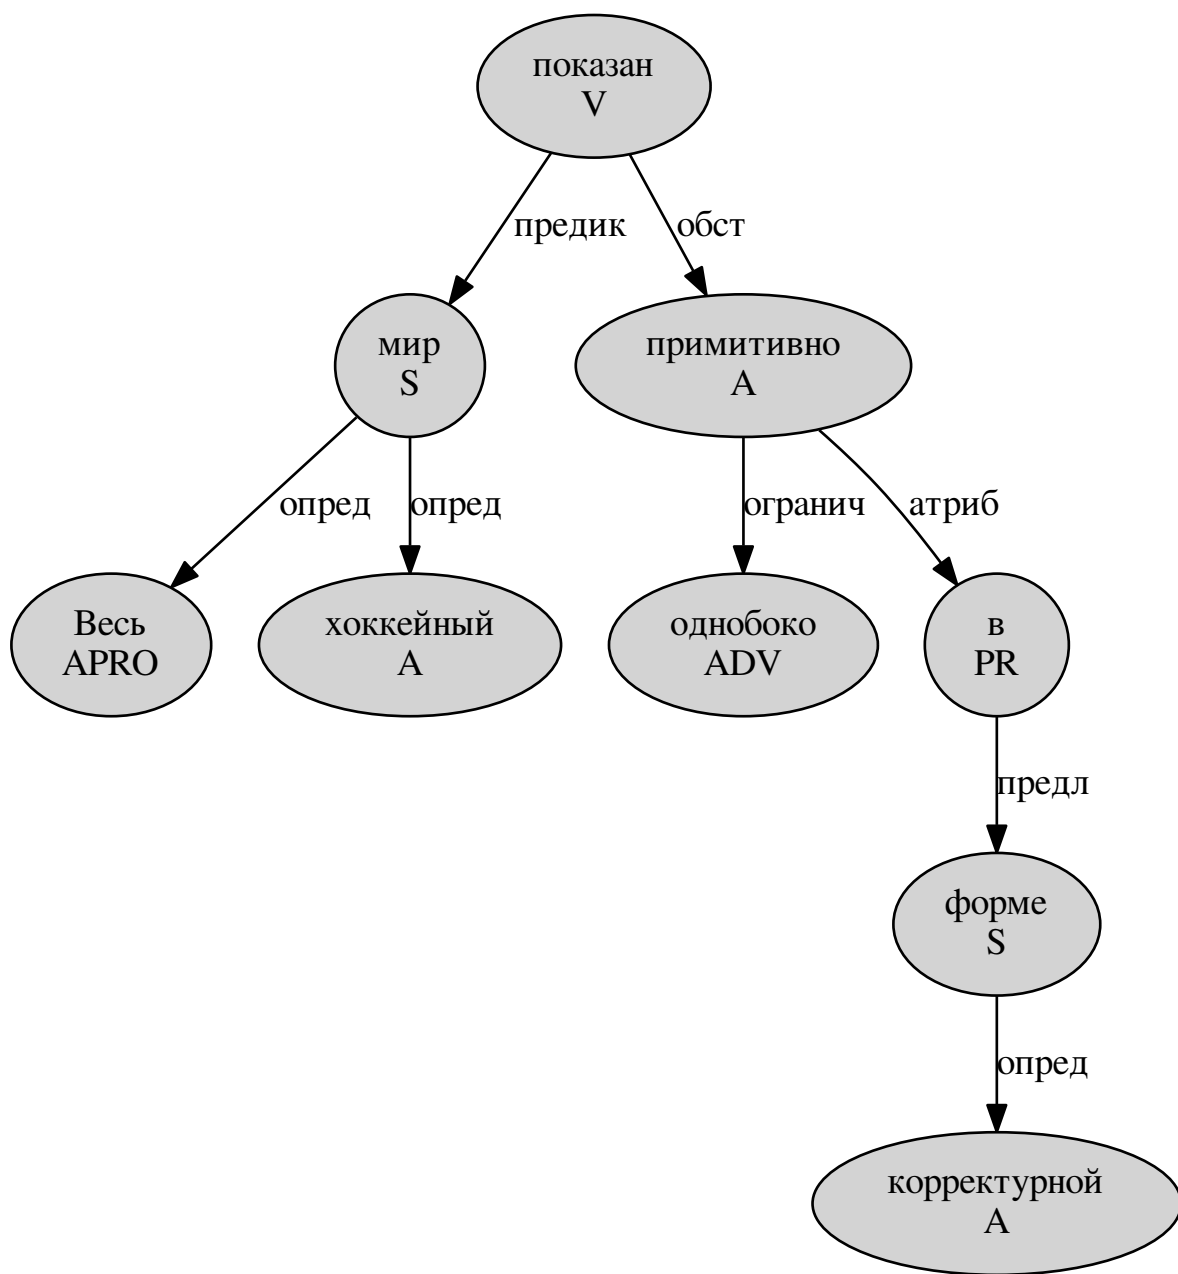 показан
V
предик
обст
мир
S
примитивно
A
опред
опред
огранич
атриб
Весь
APRO
хоккейный
A
однобоко
ADV
в
PR
предл
форме
S
опред
корректурной
A